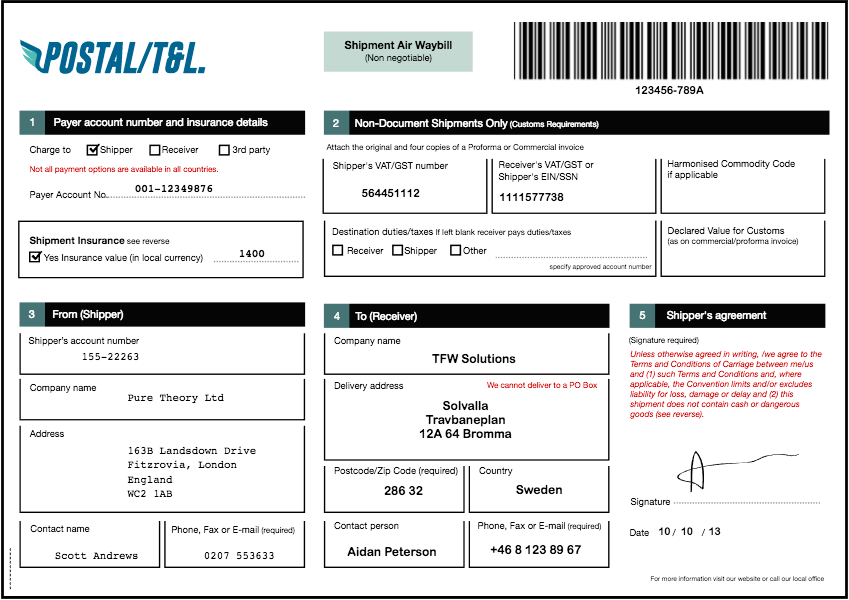 POSTAL/T&L.
Shipment Air Waybill
(Non negotiable)
123456-789A
1 Payer account number and insurance details
Charge to Shipper Receiver 3rd party
Not all payment options are available in all countries.
Payer Account No. 001-12349876
Shipment Insurance see reverse
Yes Insurance value (in local currency) 1400
2 Non-Document Shipments Only (Customs Requirements)
Attach the original and four copies of a Proforma or Commercial invoice
Shipper's VAT/GST number
564451112
Receiver's VAT/GST or
Shipper's EIN/SSN
1111577738
Harmonised Commodity Code
if applicable
Destination duties/taxes If left blank receiver pays duties/taxes
Receiver Shipper Other
specify approved account number
Declared Value for Customs
(as on commercial/proforma invoice)
3 From (Shipper)
Shipper's account number
155-22263
Company name
Pure Theory Ltd
Address
163B Landsdown Drive
Fitzrovia, London
England
WC2 1AB
Contact name
Scott Andrews
Phone, Fax or E-mail (required)
0207 553633
4 To (Receiver)
Company name
TFW Solutions
Delivery address We cannot deliver to a PO Box
Solvalla
Travbaneplan
12A 64 Bromma
Postcode/Zip Code (required)
286 32
Country
Sweden
Contact person
Aidan Peterson
Phone, Fax or E-mail (required)
+46 8 123 89 67
5 Shipper's agreement
(Signature required)
Unless otherwise agreed in writing, /we agree to the
Terms and Conditions of Carriage between me/us
and (1) such Terms and Conditions and, where
applicable, the Convention limits and/or excludes
liability for loss, damage or delay and (2) this
shipment does not contain cash or dangerous
goods (see reverse).
Signature
Date 10 / 10 / 13
For more information visit our website or call our local office